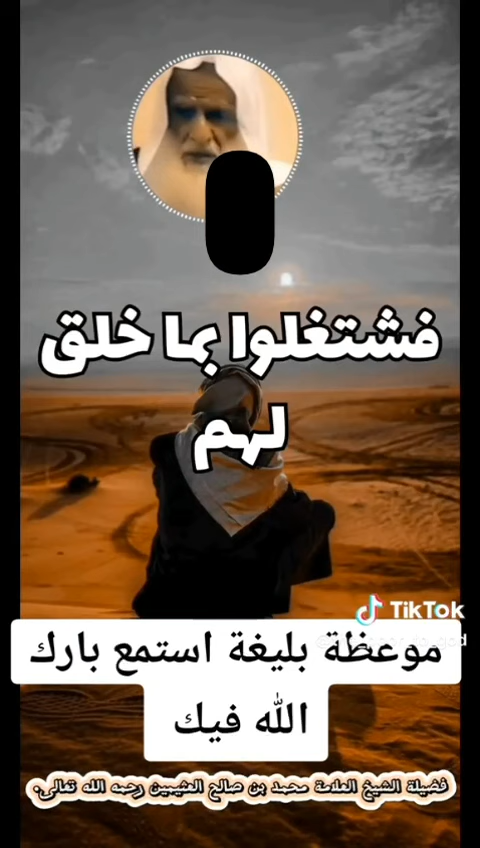 فشتغلوا بما خلق
لهم
TikTok
موعظة بليغة استمع بارك
الله فيك
فضيلة الشيخ العلامة محمد بن صالح العثيمين رحمه الله تعالى.